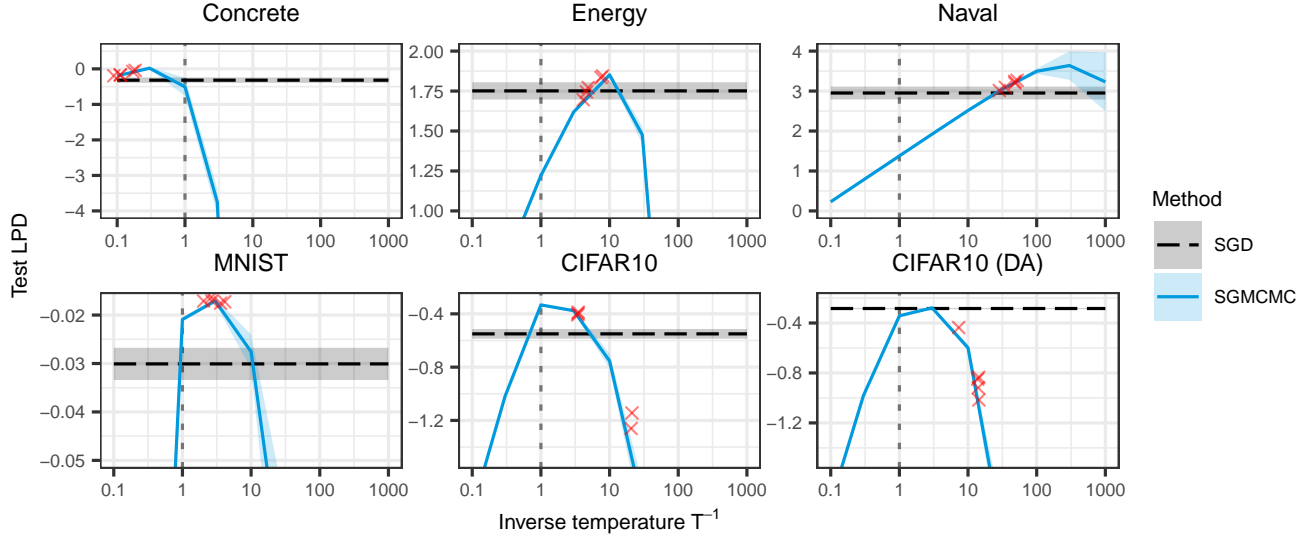 Concrete
Energy
Naval
0
−1
−2
−3
−4
2.00
1.75
1.50
1.25
1.00
4
3
2
1
0
0.1 1 10 100 1000
0.1 1 10 100 1000
0.1 1 10 100 1000
MNIST
CIFAR10
CIFAR10 (DA)
−0.02
−0.03
−0.04
−0.05
−0.4
−0.8
−1.2
−0.4
−0.8
−1.2
0.1 1 10 100 1000
0.1 1 10 100 1000
0.1 1 10 100 1000
Test LPD
Inverse temperature T⁻¹
Method
SGD
SGMCMC